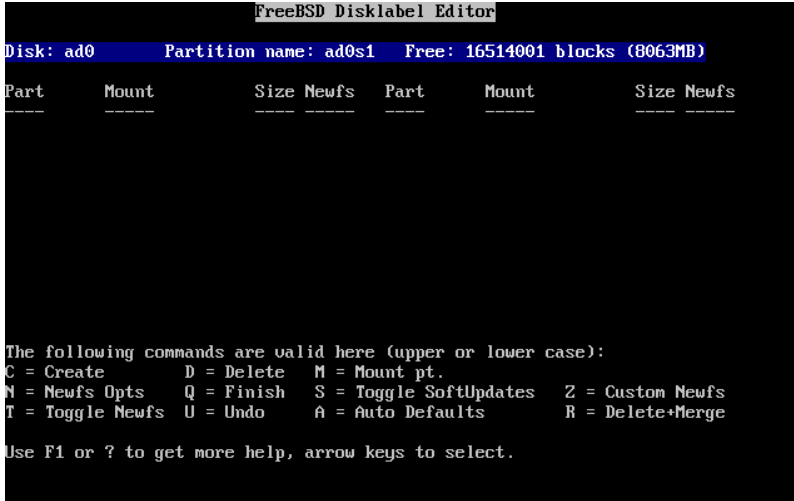 FreeBSD Disklabel Editor
Disk: ad0 Partition name: ad0s1 Free: 16514001 blocks (8063MB)
Part Mount Size Newfs Part Mount Size Newfs
---- ----- ---- ----- ---- ----- ---- -----
The following commands are valid here (upper or lower case):
C = Create D = Delete M = Mount pt.
N = Newfs Opts Q = Finish S = Toggle SoftUpdates Z = Custom Newfs
T = Toggle Newfs U = Undo A = Auto Defaults R = Delete+Merge
Use F1 or ? to get more help, arrow keys to select.